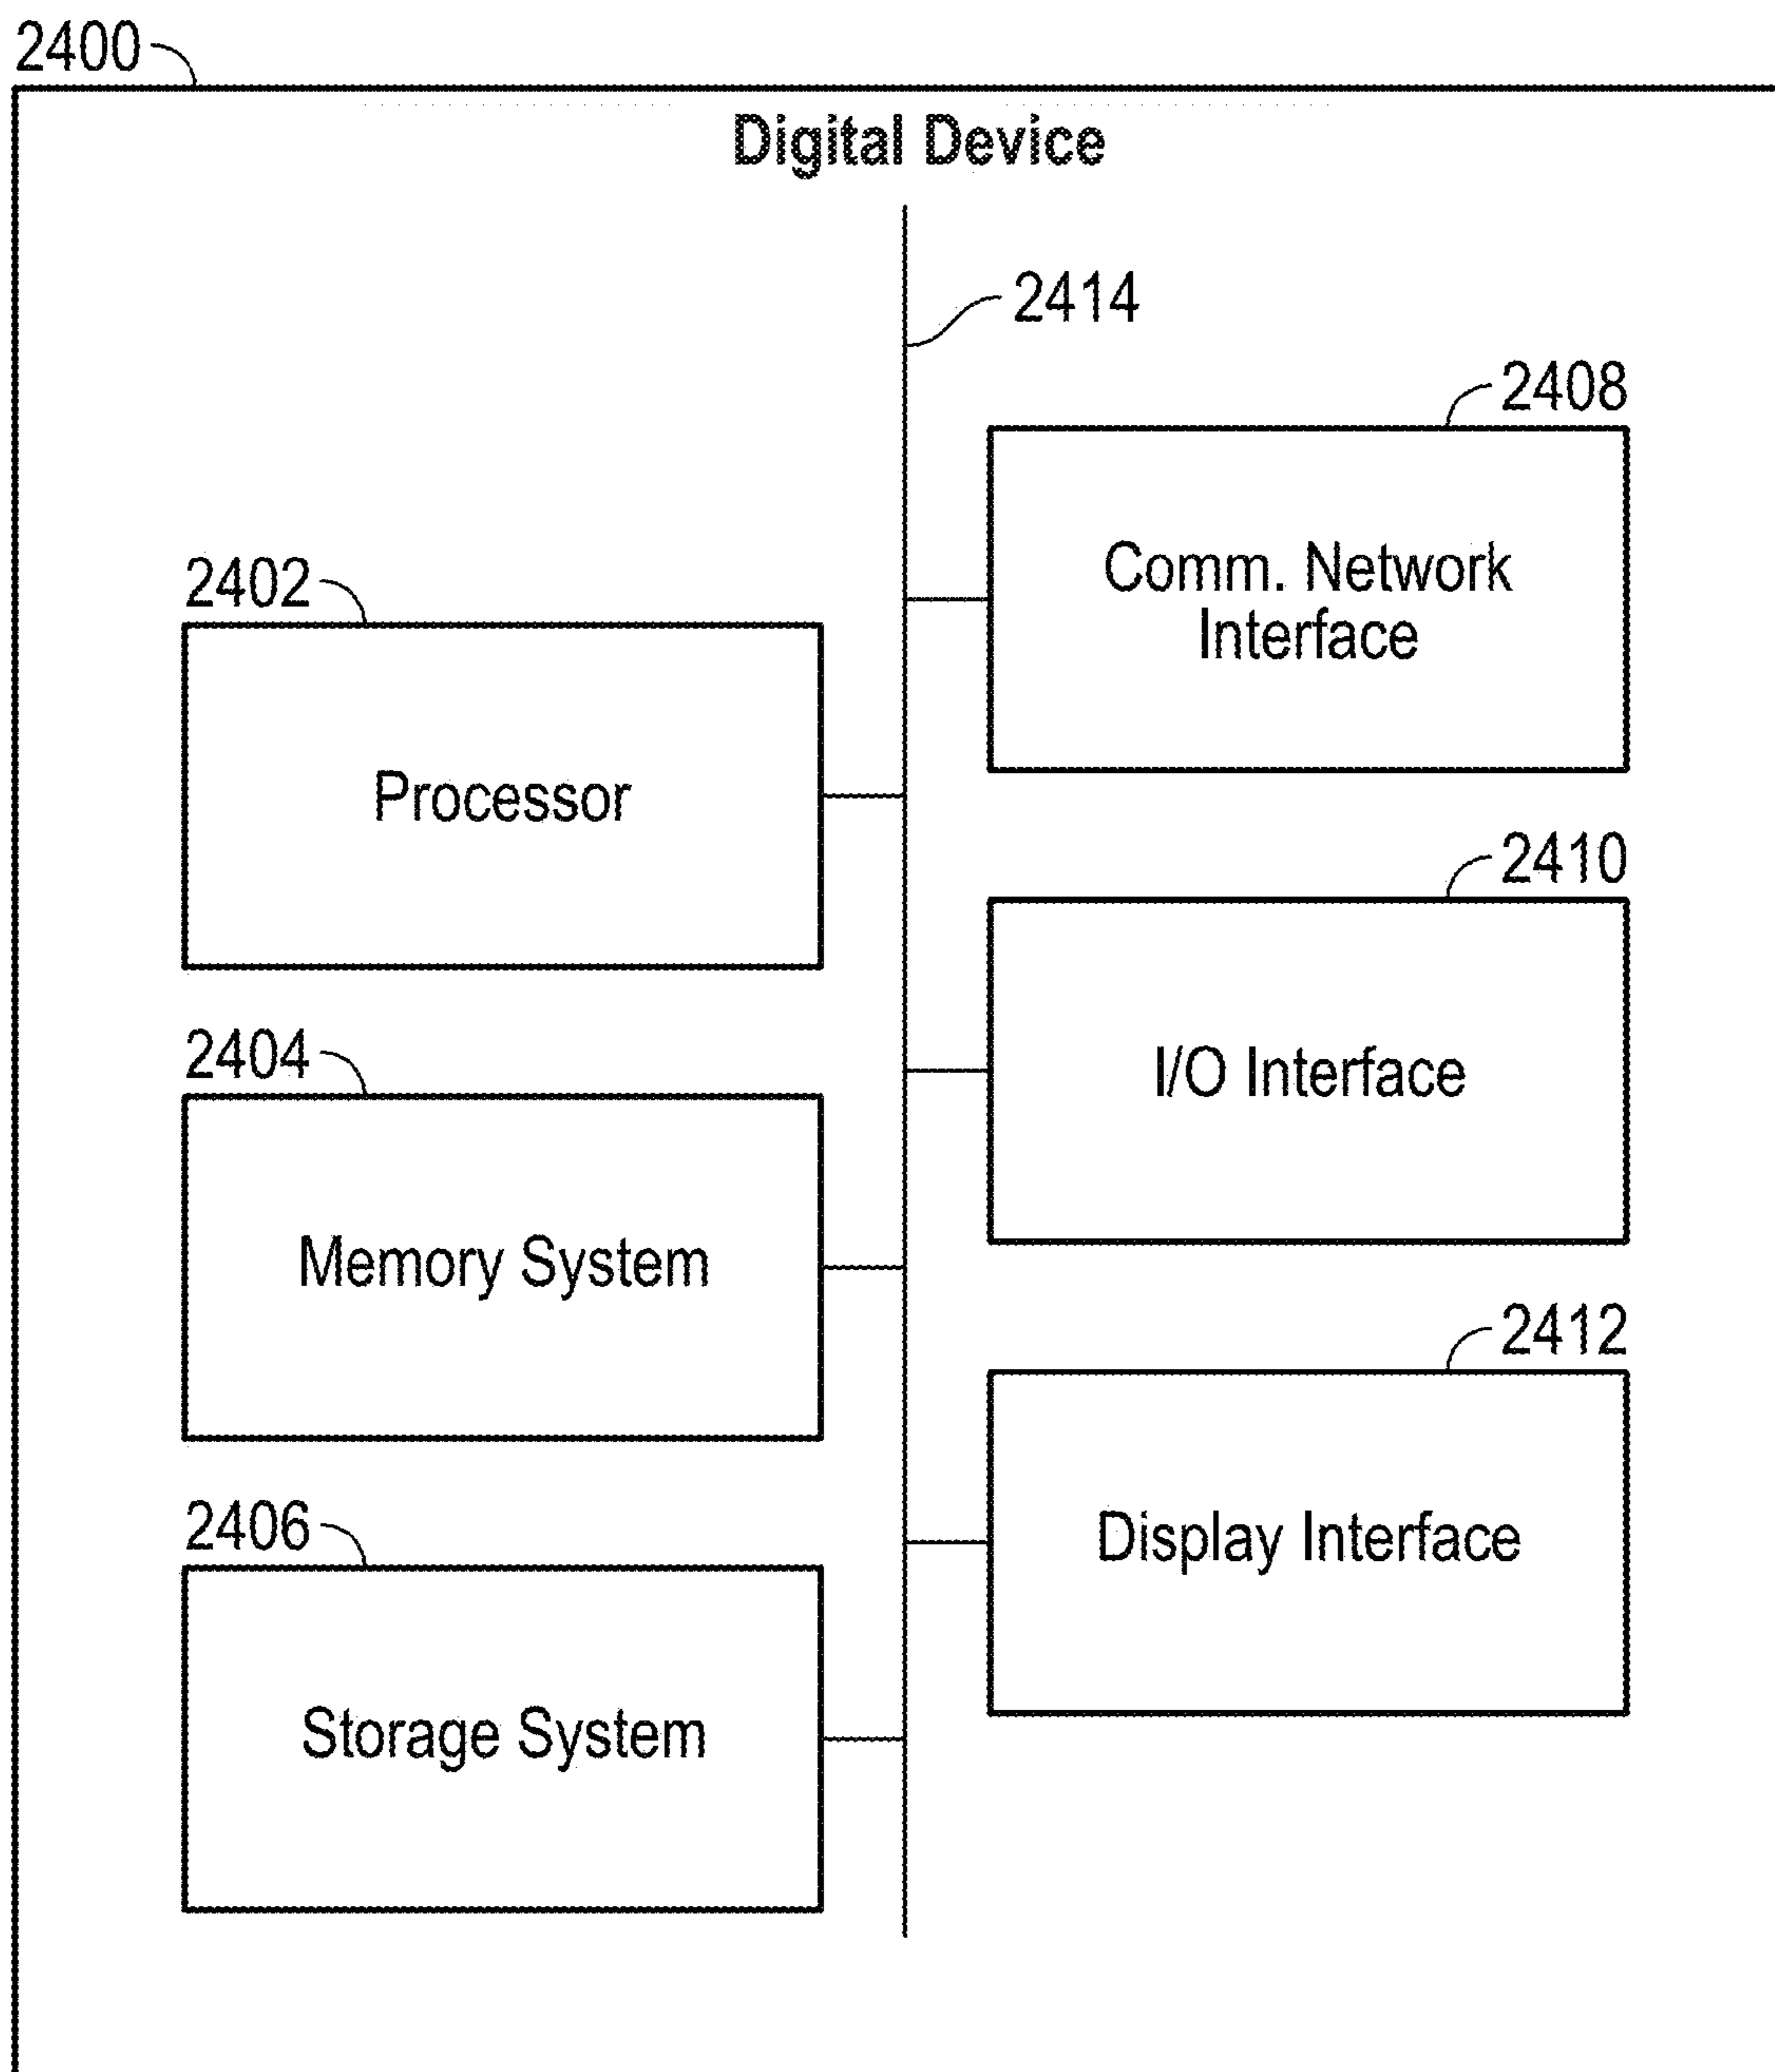 2400
Digital Device
2414
2408
Comm. Network
Interface
2402
Processor
2410
I/O Interface
2404
Memory System
2412
Display Interface
2406
Storage System